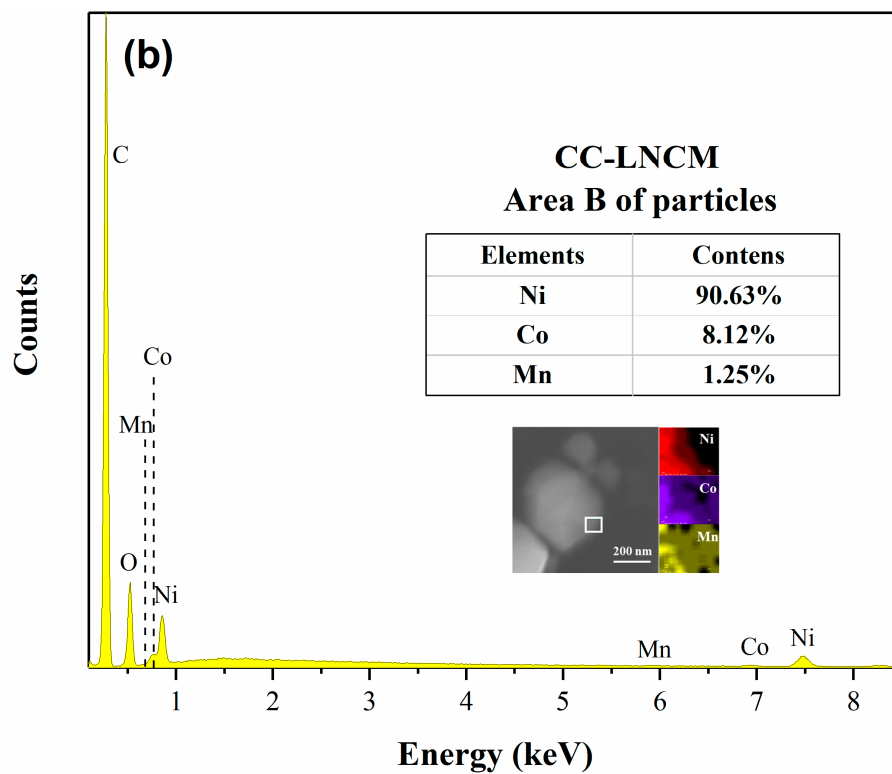 (b)
C
CC-LNCM
Area B of particles
Elements Contens
Ni 90.63%
Co 8.12%
Mn 1.25%
Counts
Co
Mn
O
Ni
Ni
Co
Mn
200 nm
Mn
Co
Ni
1 2 3 4 5 6 7 8
Energy (keV)